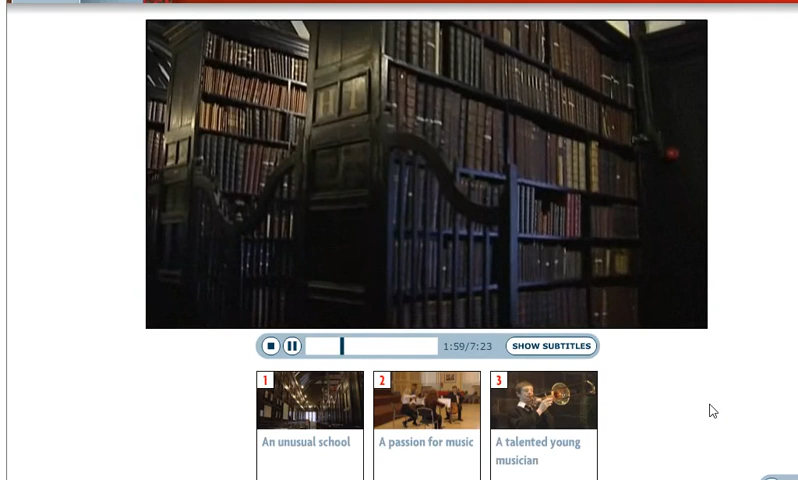 1:59/7:23
SHOW SUBTITLES
1
2
3
An unusual school
A passion for music
A talented young
musician